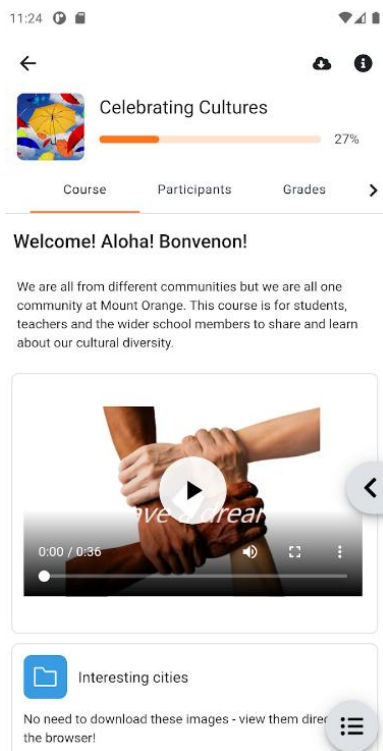 11:24
Celebrating Cultures
27%
Course Participants Grades
Welcome! Aloha! Bonvenon!
We are all from different communities but we are all one
community at Mount Orange. This course is for students,
teachers and the wider school members to share and learn
about our cultural diversity.
dream
0:00 / 0:36
Interesting cities
No need to download these images - view them
the browser!